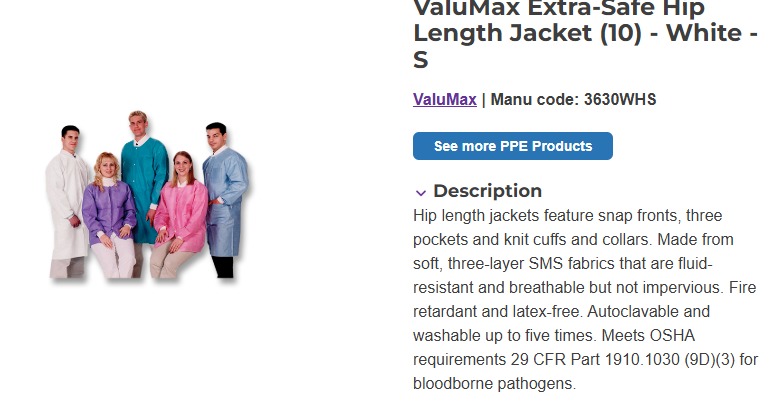 ValuMax Extra-Safe Hip
Length Jacket (10) - White -
S
ValuMax | Manu code: 3630WHS
See more PPE Products
Description
Hip length jackets feature snap fronts, three
pockets and knit cuffs and collars. Made from
soft, three-layer SMS fabrics that are fluid-
resistant and breathable but not impervious. Fire
retardant and latex-free. Autoclavable and
washable up to five times. Meets OSHA
requirements 29 CFR Part 1910.1030 (9D)(3) for
bloodborne pathogens.